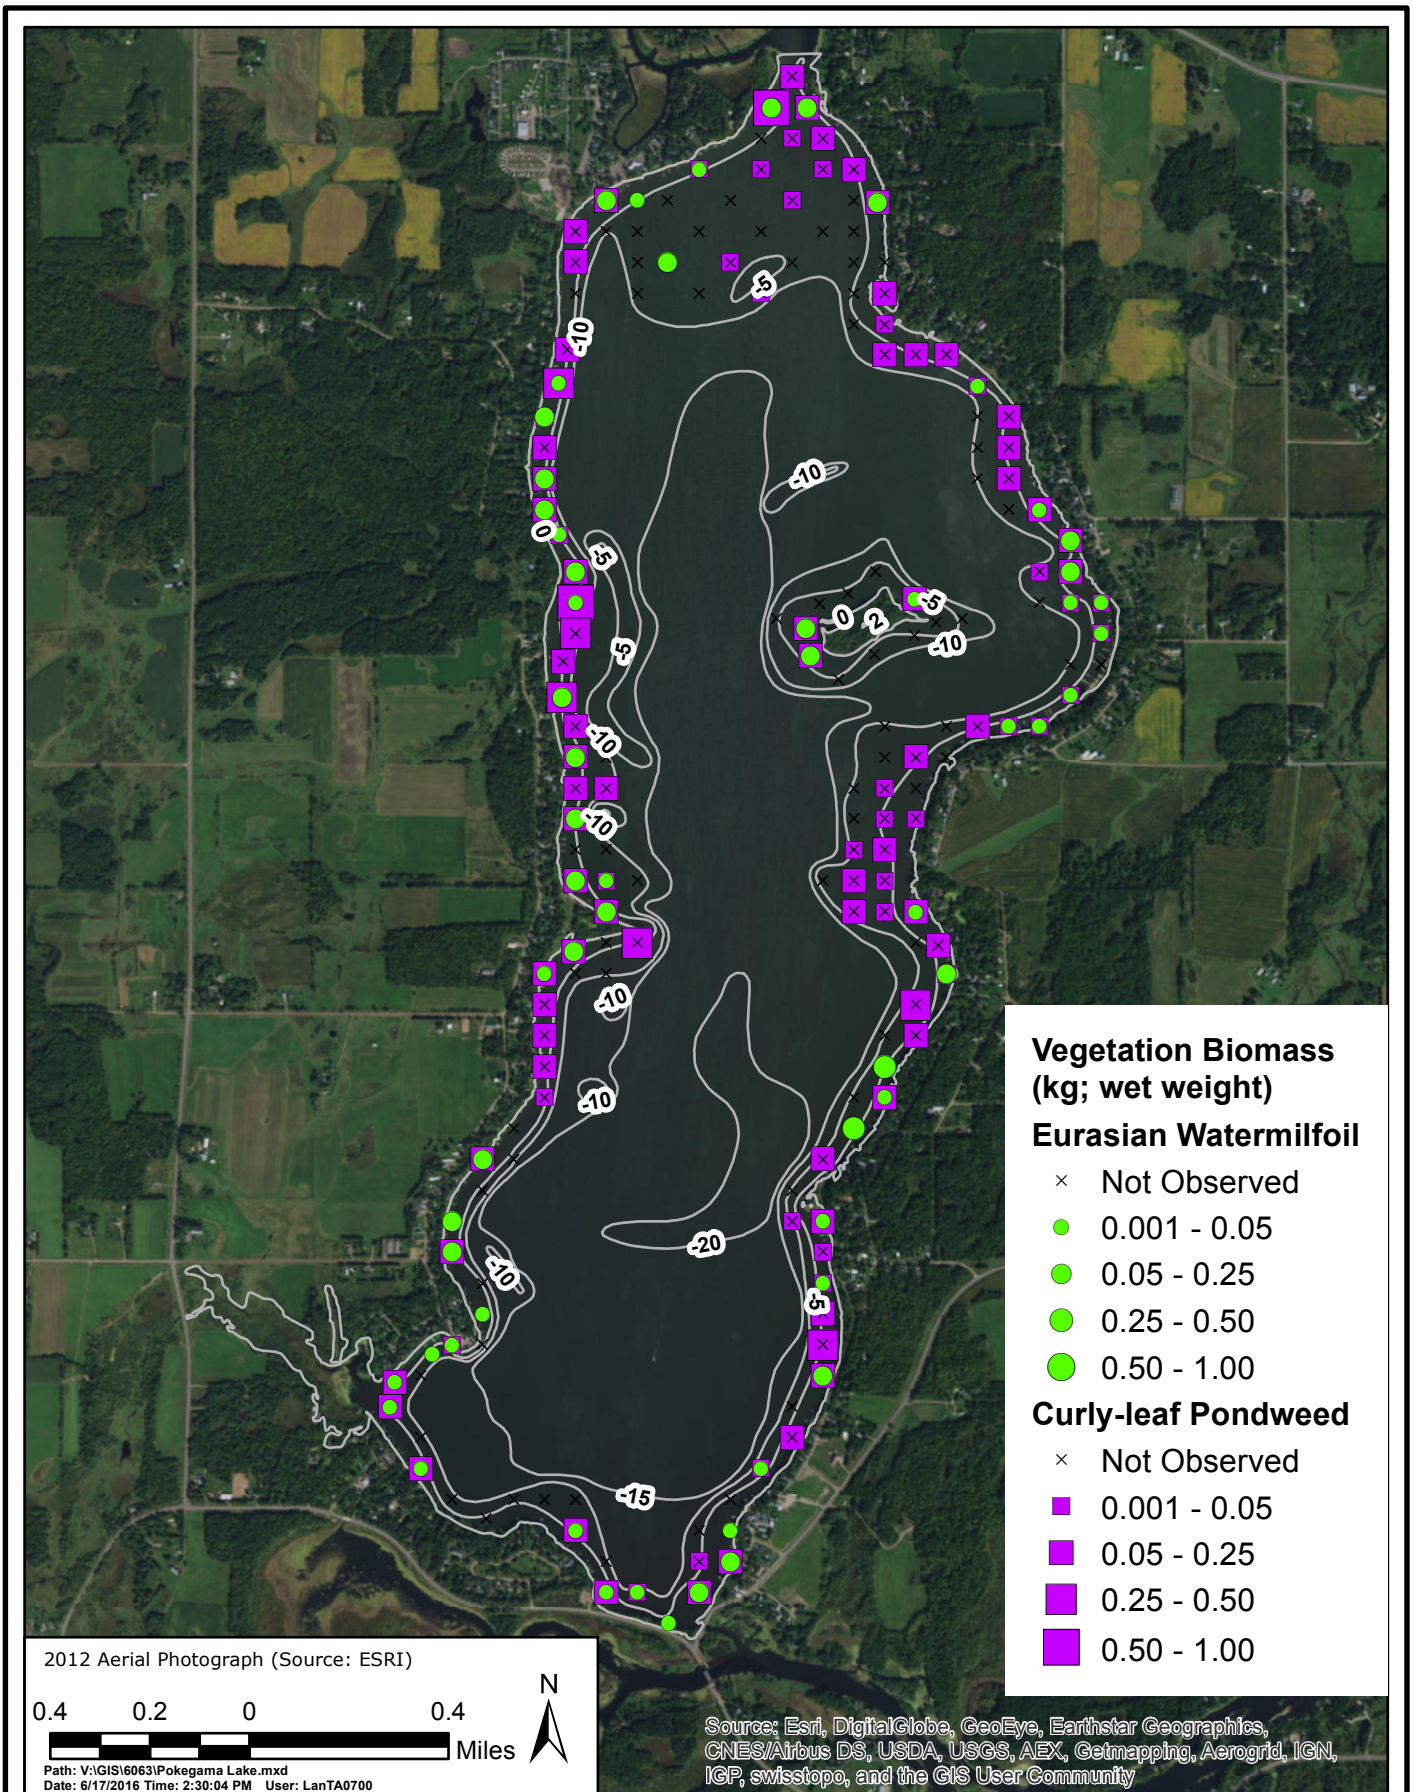 -5
-10
-10
0
-5
-5
0
2
-5
-10
-10
-10
-10
-10
-20
-10
-5
-15
Vegetation Biomass
(kg; wet weight)
Eurasian Watermilfoil
× Not Observed
0.001 - 0.05
0.05 - 0.25
0.25 - 0.50
0.50 - 1.00
Curly-leaf Pondweed
× Not Observed
0.001 - 0.05
0.05 - 0.25
0.25 - 0.50
0.50 - 1.00
2012 Aerial Photograph (Source: ESRI)
N
0.4 0.2 0 0.4
Miles
Path: V:\GIS\6063\Pokegama Lake.mxd
Date: 6/17/2016 Time: 2:30:04 PM User: LanTA0700
Source: Esri, DigitalGlobe, GeoEye, Earthstar Geographics,
CNES/Airbus DS, USDA, USGS, AEX, Getmapping, Aerogrid, IGN,
IGP, swisstopo, and the GIS User Community